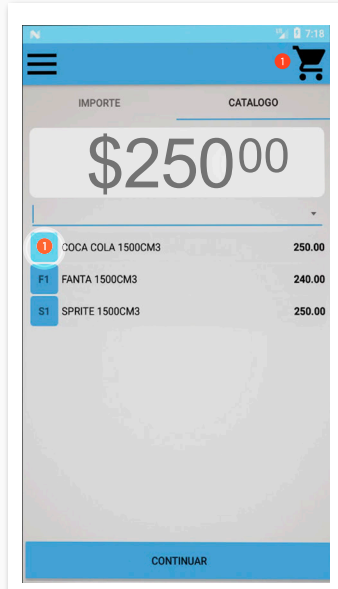 7:18
1
IMPORTE CATALOGO
$25000
1 COCA COLA 1500CM3 250.00
F1 FANTA 1500CM3 240.00
S1 SPRITE 1500CM3 250.00
CONTINUAR